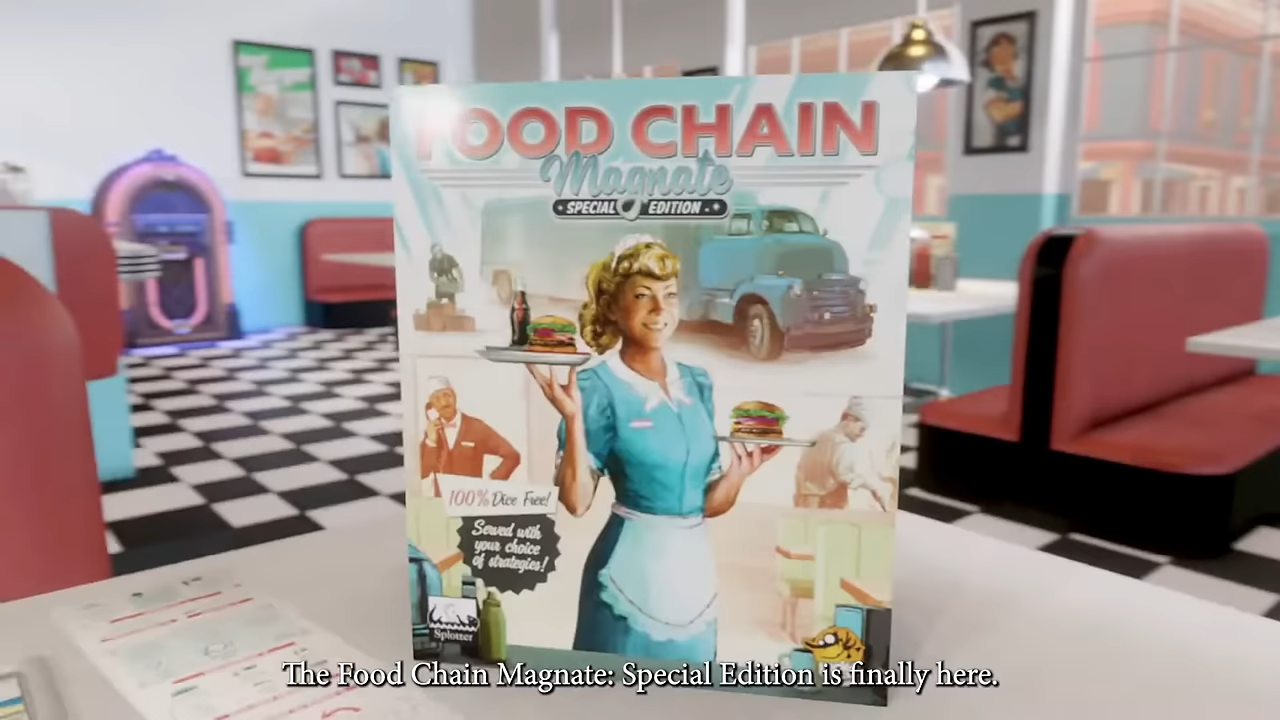 FOOD CHAIN
Magnate
SPECIAL EDITION
100% Dice Free!
Served with
your choice
of strategies!
Splotter
The Food Chain Magnate: Special Edition is finally here.